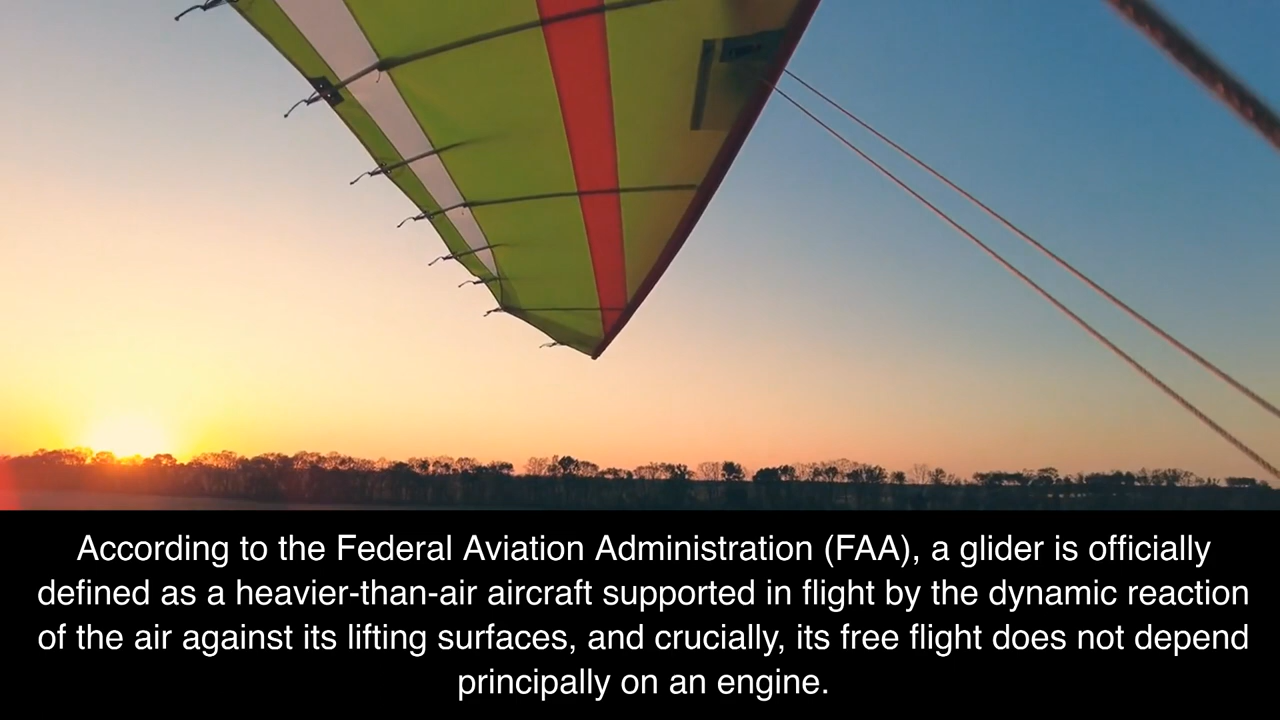 According to the Federal Aviation Administration (FAA), a glider is officially
defined as a heavier-than-air aircraft supported in flight by the dynamic reaction
of the air against its lifting surfaces, and crucially, its free flight does not depend
principally on an engine.